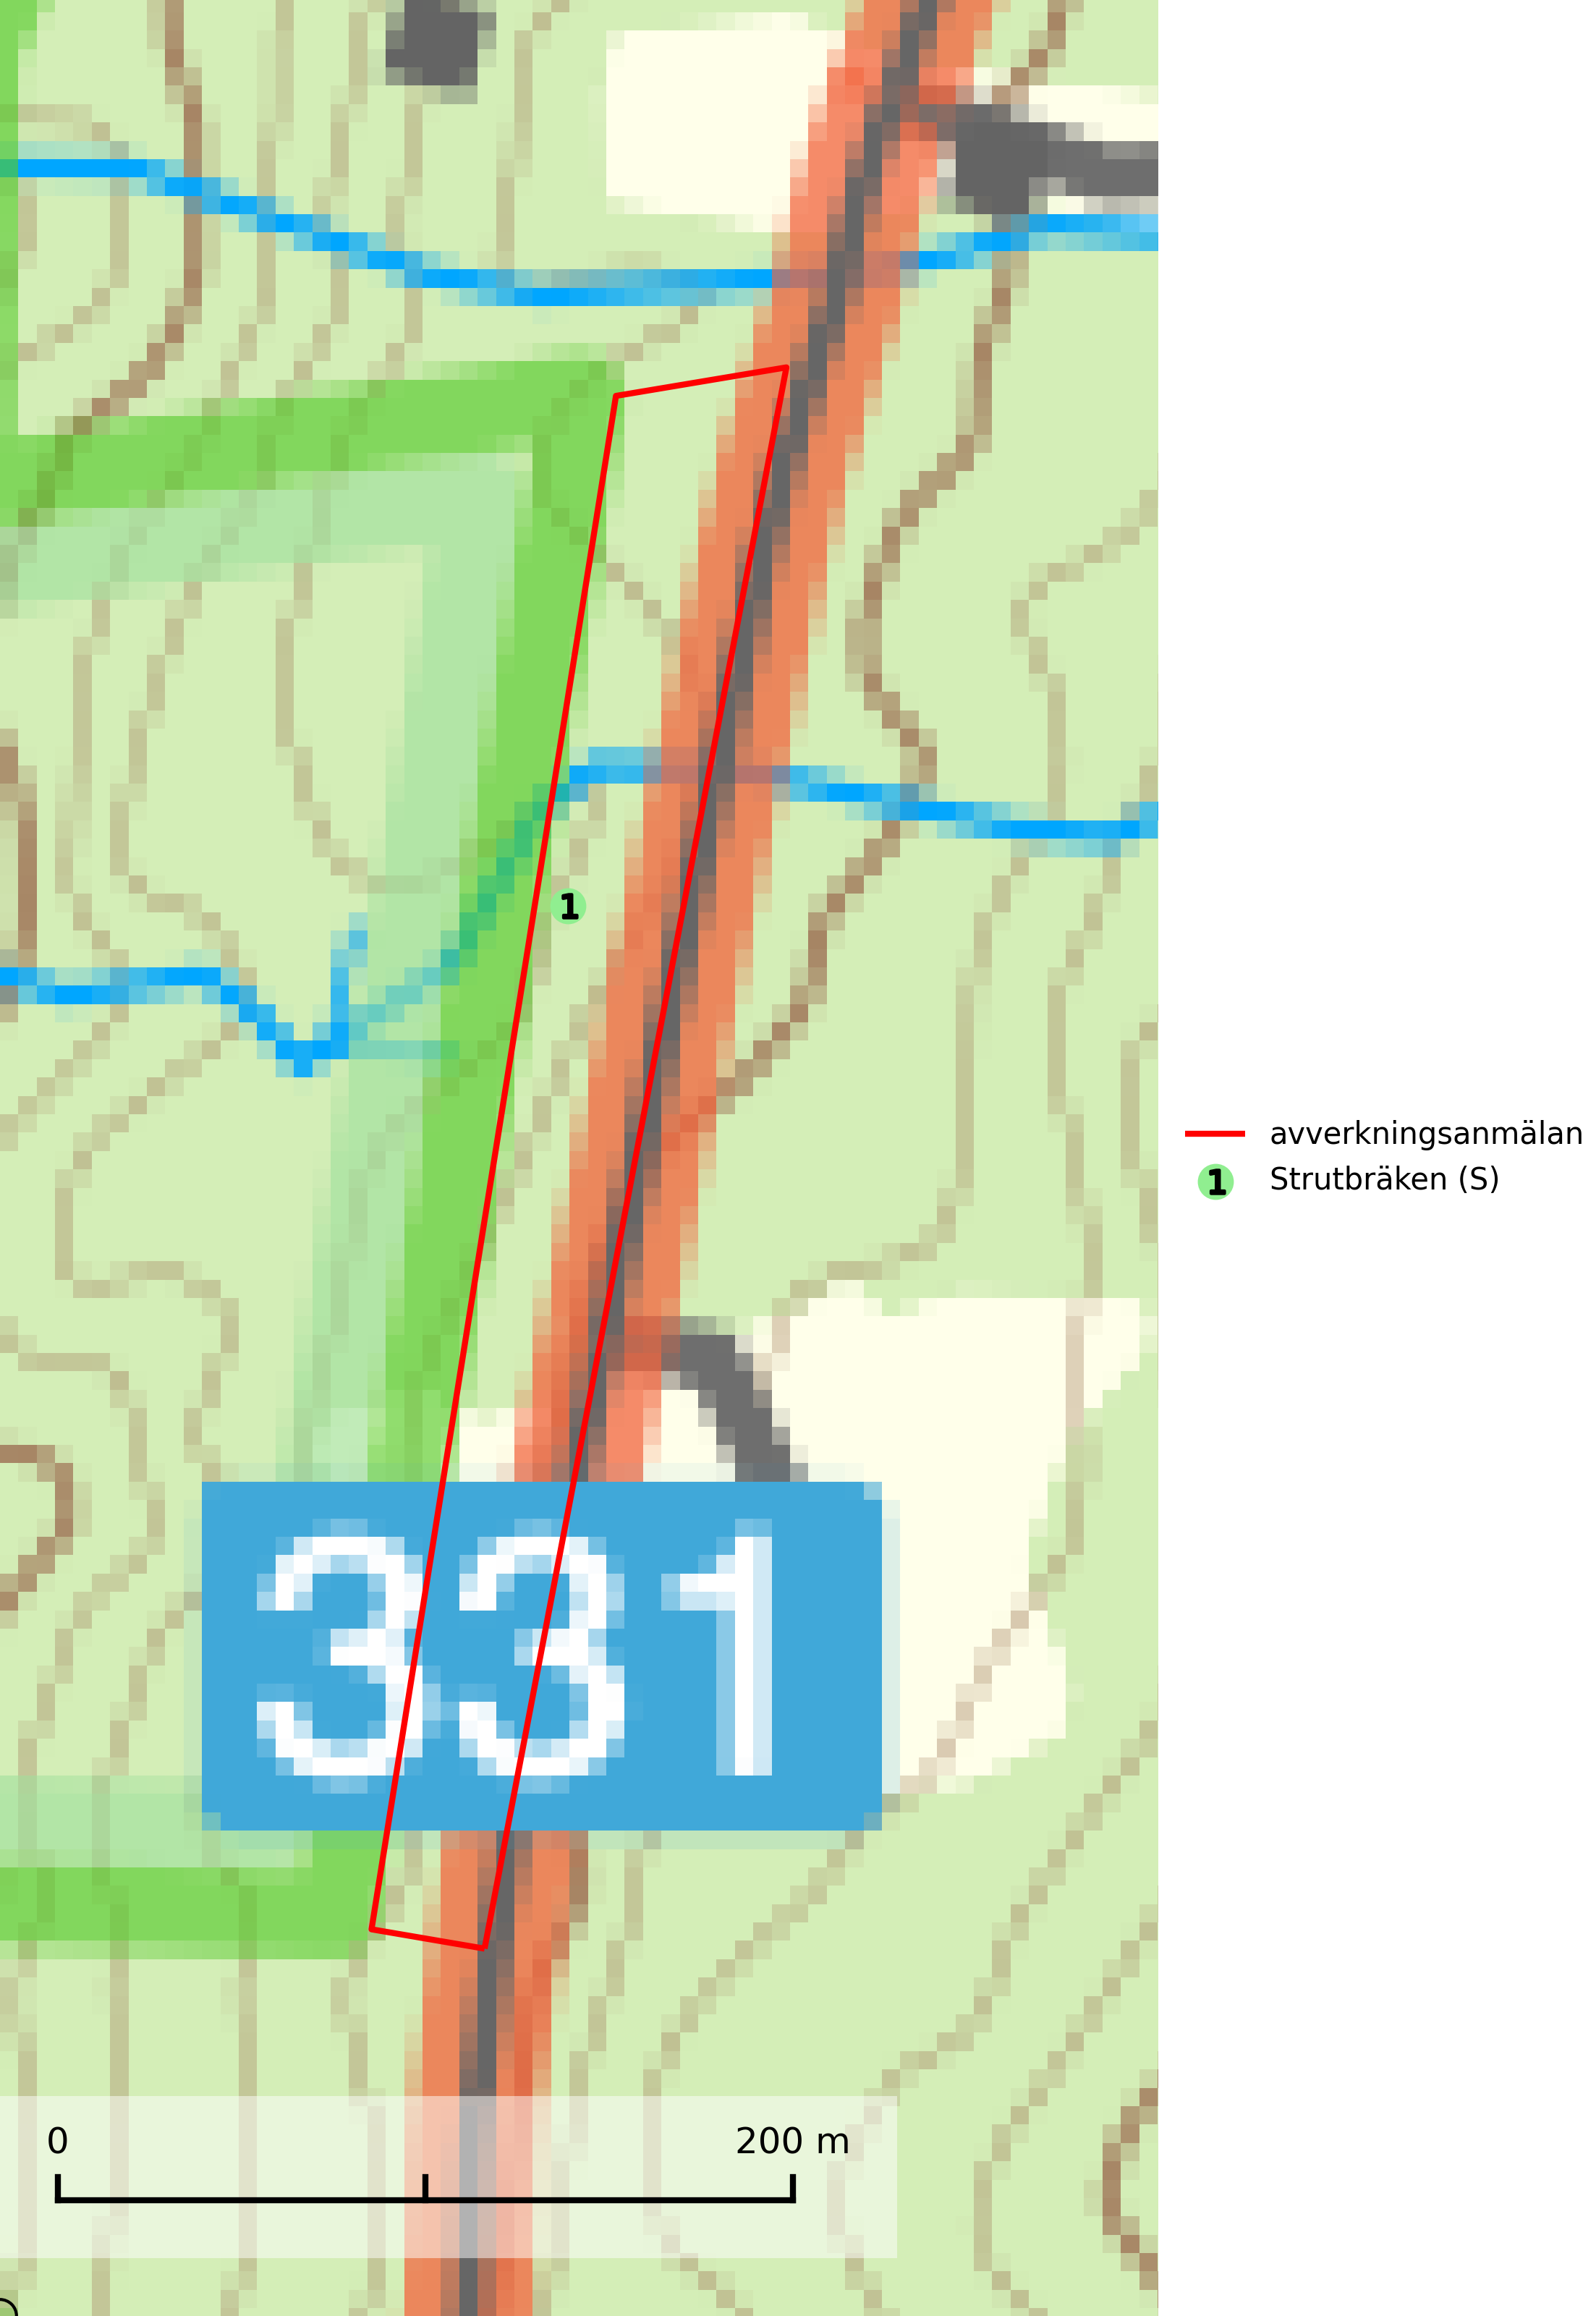 1
331
0 200 m
avverkningsanmälan
1 Strutbräken (S)